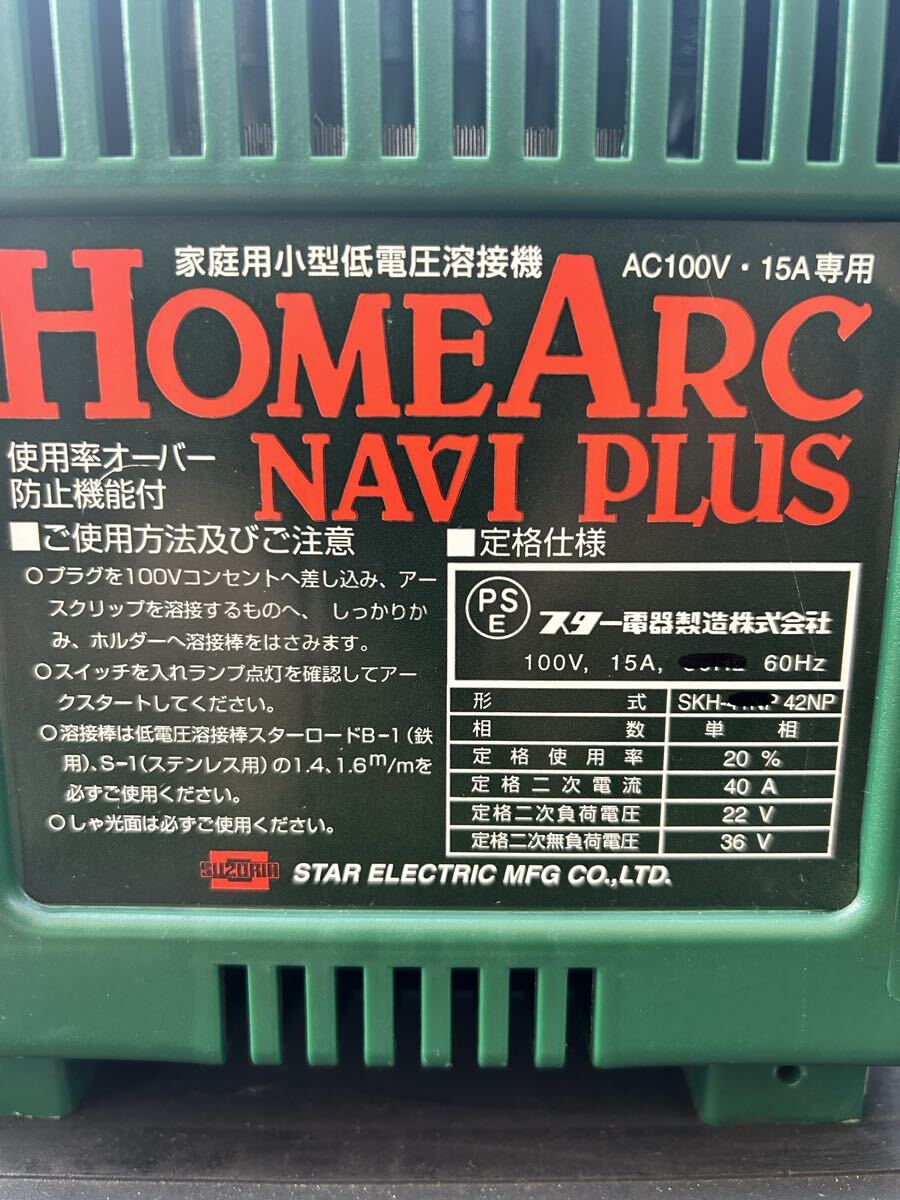 家庭用小型低電圧溶接機
AC100V・15A専用
HOMEARC
NAVI PLUS
使用率オーバー
防止機能付
■ご使用方法及びご注意
○プラグを100Vコンセントへ差し込み、アー
スクリップを溶接するものへ、しっかりか
み、ホルダーへ溶接棒をはさみます。
○スイッチを入れランプ点灯を確認してアー
クスタートしてください。
○溶接棒は低電圧溶接棒スターロードB-1(鉄
用)、S-1(ステンレス用)の1.4、1.6m/mを
必ずご使用ください。
○しゃ光面は必ずご使用ください。
■定格仕様
PSE
スター電器製造株式会社
100V, 15A, 60Hz
形式 SKH- 42NP
相数 単相
定格使用率 20 %
定格二次電流 40 A
定格二次負荷電圧 22 V
定格二次無負荷電圧 36 V
SUZUKID
STAR ELECTRIC MFG CO.,LTD.